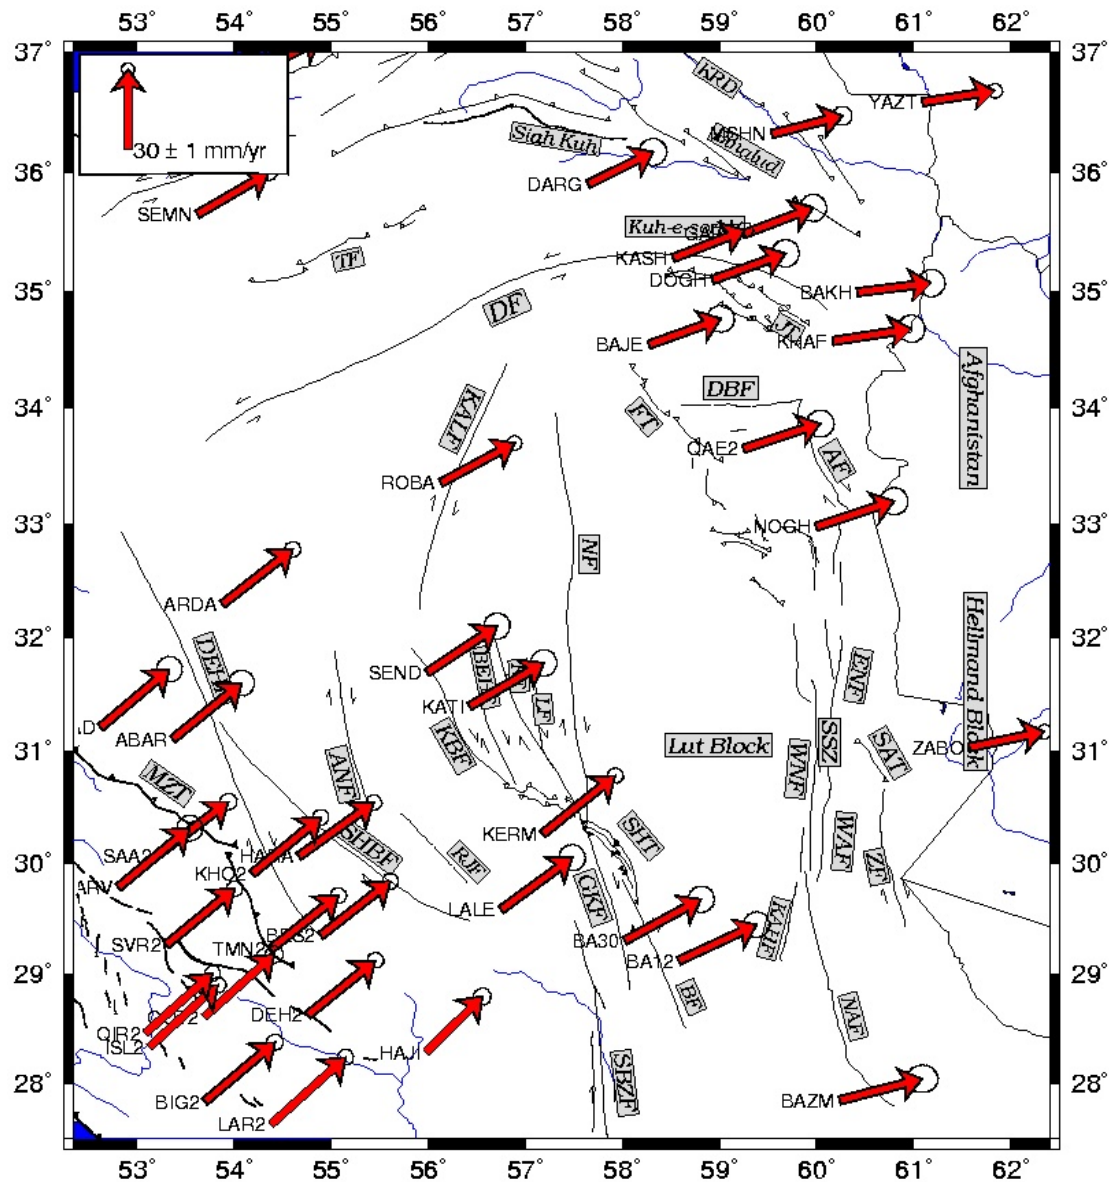 53° 54° 55° 56° 57° 58° 59° 60° 61° 62°
37° 37°
30 ± 1 mm/yr
KRD
YAZT
MSHN
Siah Kuh
36° 36°
DARG
SEMN
Kuh-e-sorkh
KASH
TF
DOGH
35° 35°
BAKH
DF
JT
BAJE
KHAF
Afghanistan
DBF
34° 34°
KALF
FT
QAE2
AF
ROBA
33° 33°
NOGH
NF
ARDA
32° 32°
DEHF
SEND
ENF
Hellmand Block
KATI
LF
ABAR
KBF
31° 31°
Lut Block
SSZ
SAT
ZABO
WNF
MZT
ANF
KERM
SHT
WAF
SAA2
SHBF
30° 30°
KHO2
HARA
RJF
ZF
GKF
LALE
SVR2
TMN2
BES2
BA30
BA12
KAHF
29° 29°
DEH2
BF
NAF
QIR2
ISL2
HAJI
28° 28°
BIG2
LAR2
SBZF
BAZM
53° 54° 55° 56° 57° 58° 59° 60° 61° 62°